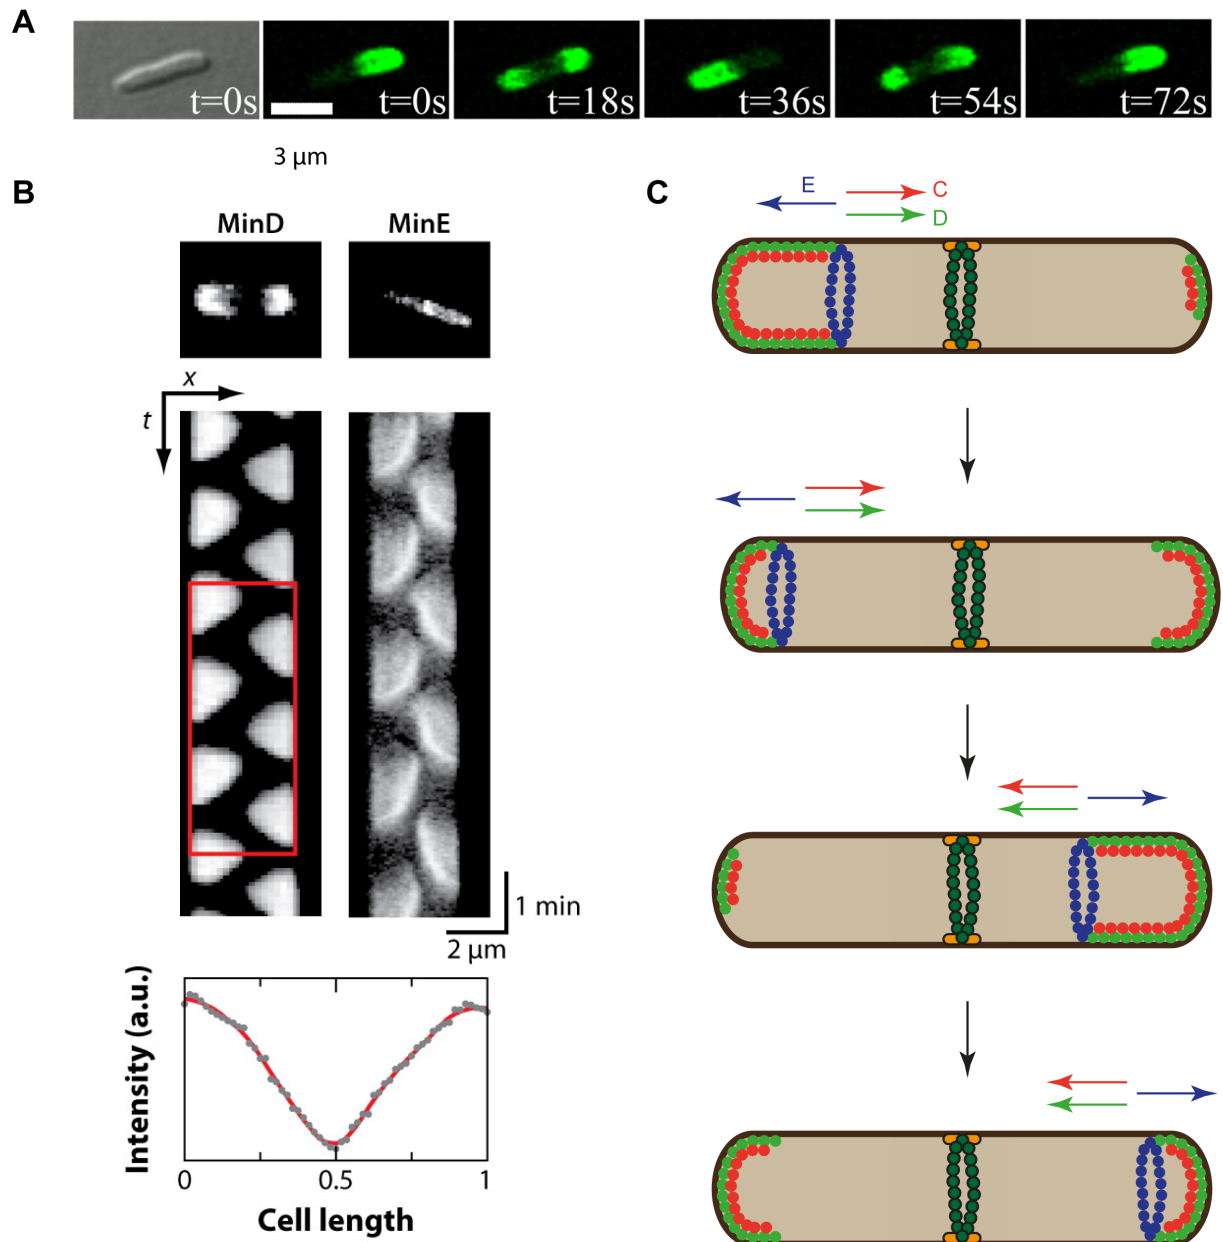 A
t=0s
t=0s
t=18s
t=36s
t=54s
t=72s
3 µm
B
MinD
MinE
x
t
1 min
2 µm
Intensity (a.u.)
0
0.5
1
Cell length
C
E
C
D